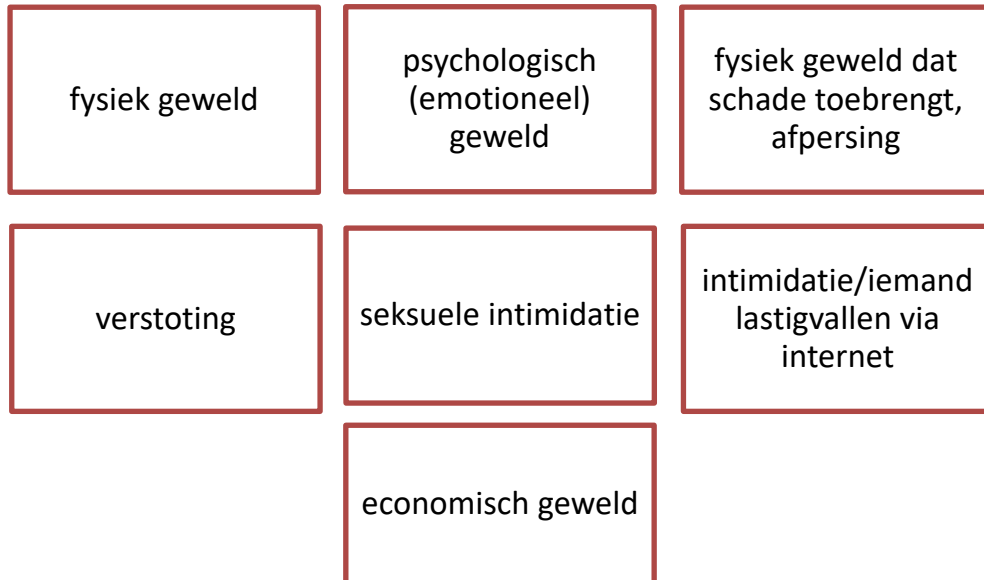 fysiek geweld
psychologisch
(emotioneel)
geweld
fysiek geweld dat
schade toebrengt,
afpersing
verstoting
seksuele intimidatie
intimidatie/iemand
lastigvallen via
internet
economisch geweld